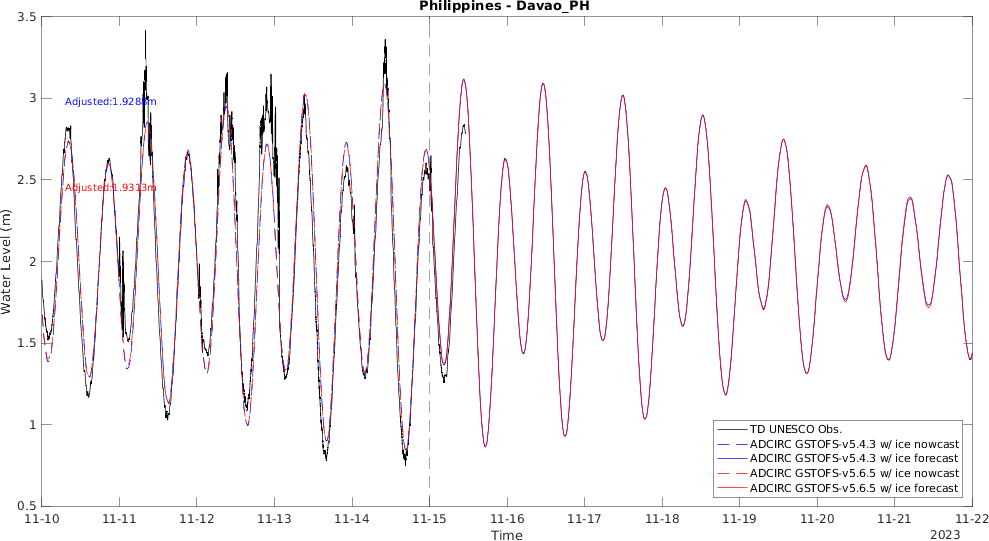 Philippines - Davao_PH
3.5
3
2.5
2
1.5
1
0.5
Water Level (m)
Adjusted:1.9288m
Adjusted:1.9313m
TD UNESCO Obs.
ADCIRC GSTOFS-v5.4.3 w/ ice nowcast
ADCIRC GSTOFS-v5.4.3 w/ ice forecast
ADCIRC GSTOFS-v5.6.5 w/ ice nowcast
ADCIRC GSTOFS-v5.6.5 w/ ice forecast
11-10 11-11 11-12 11-13 11-14 11-15 11-16 11-17 11-18 11-19 11-20 11-21 11-22
Time
2023